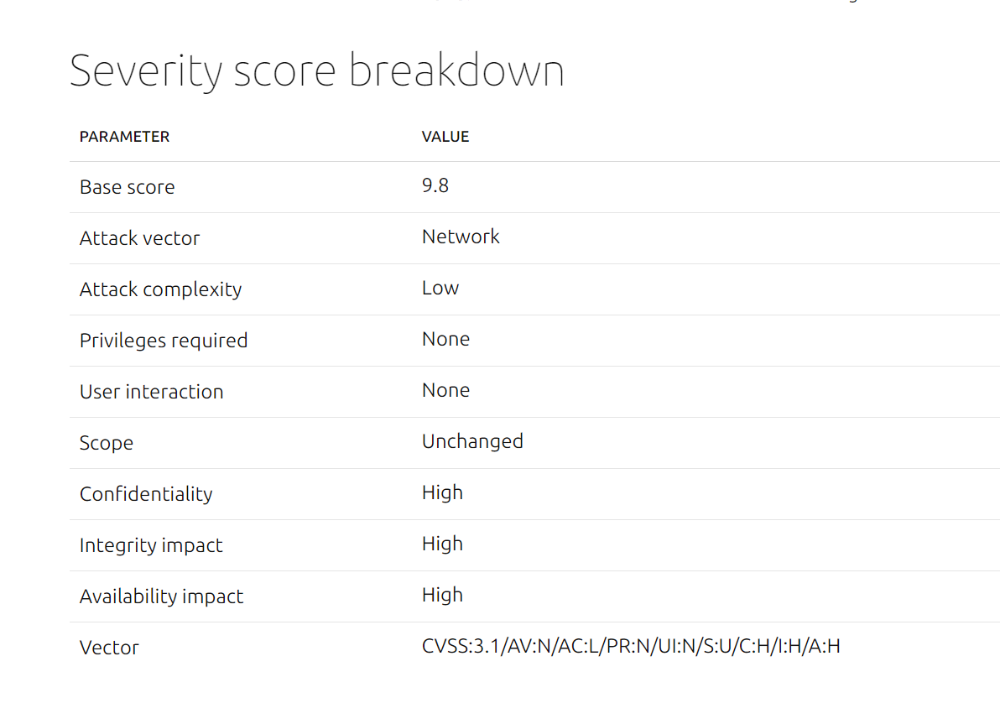 Severity score breakdown
PARAMETER VALUE
Base score 9.8
Attack vector Network
Attack complexity Low
Privileges required None
User interaction None
Scope Unchanged
Confidentiality High
Integrity impact High
Availability impact High
Vector CVSS:3.1/AV:N/AC:L/PR:N/UI:N/S:U/C:H/I:H/A:H